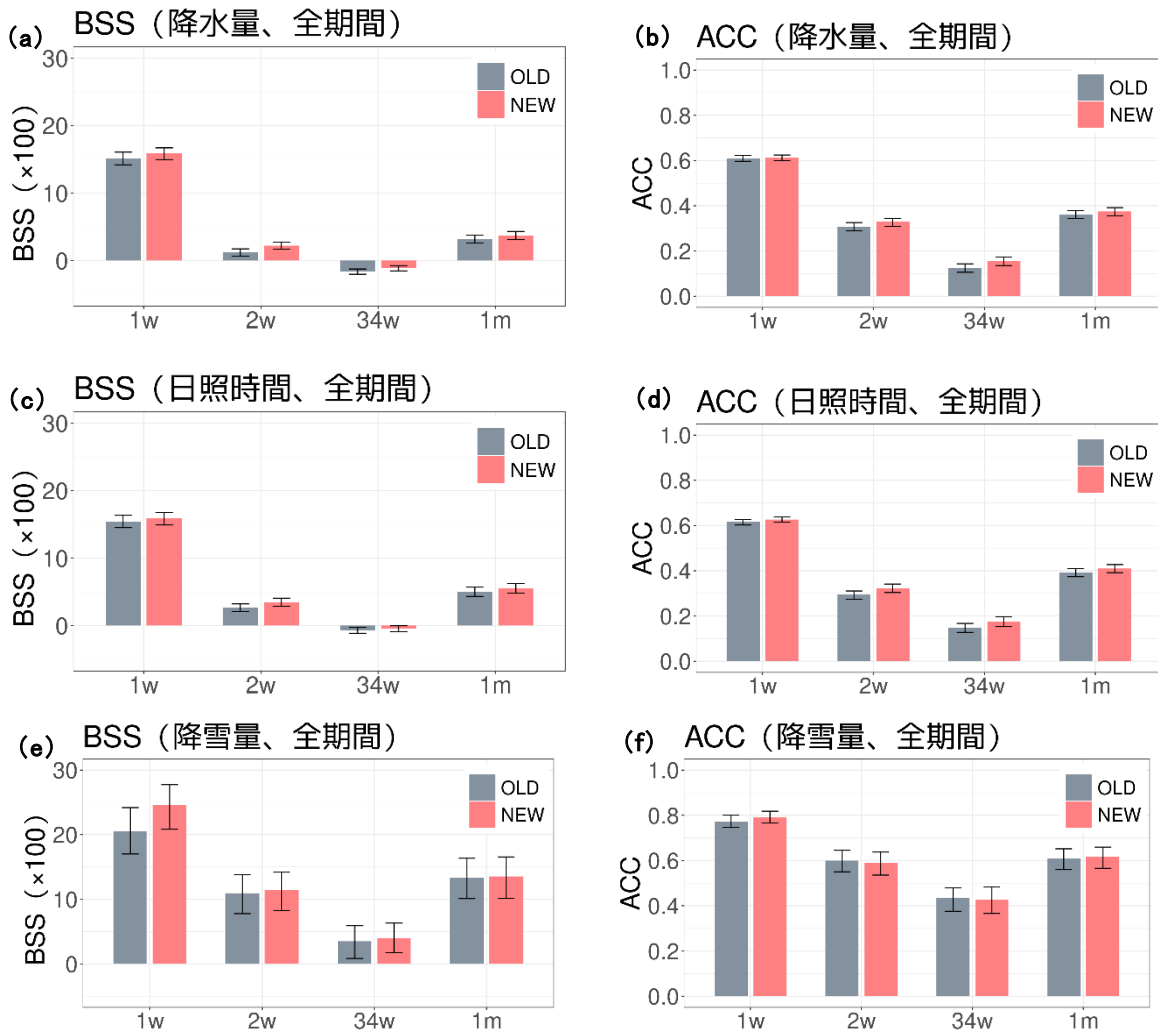 (a) BSS（降水量、全期間）
30
20
10
0
BSS（×100）
OLD
NEW
1w 2w 34w 1m
(b) ACC（降水量、全期間）
1.0
0.8
0.6
0.4
0.2
0.0
ACC
OLD
NEW
1w 2w 34w 1m
(c) BSS（日照時間、全期間）
30
20
10
0
BSS（×100）
OLD
NEW
1w 2w 34w 1m
(d) ACC（日照時間、全期間）
1.0
0.8
0.6
0.4
0.2
0.0
ACC
OLD
NEW
1w 2w 34w 1m
(e) BSS（降雪量、全期間）
30
20
10
0
BSS（×100）
OLD
NEW
1w 2w 34w 1m
(f) ACC（降雪量、全期間）
1.0
0.8
0.6
0.4
0.2
0.0
ACC
OLD
NEW
1w 2w 34w 1m